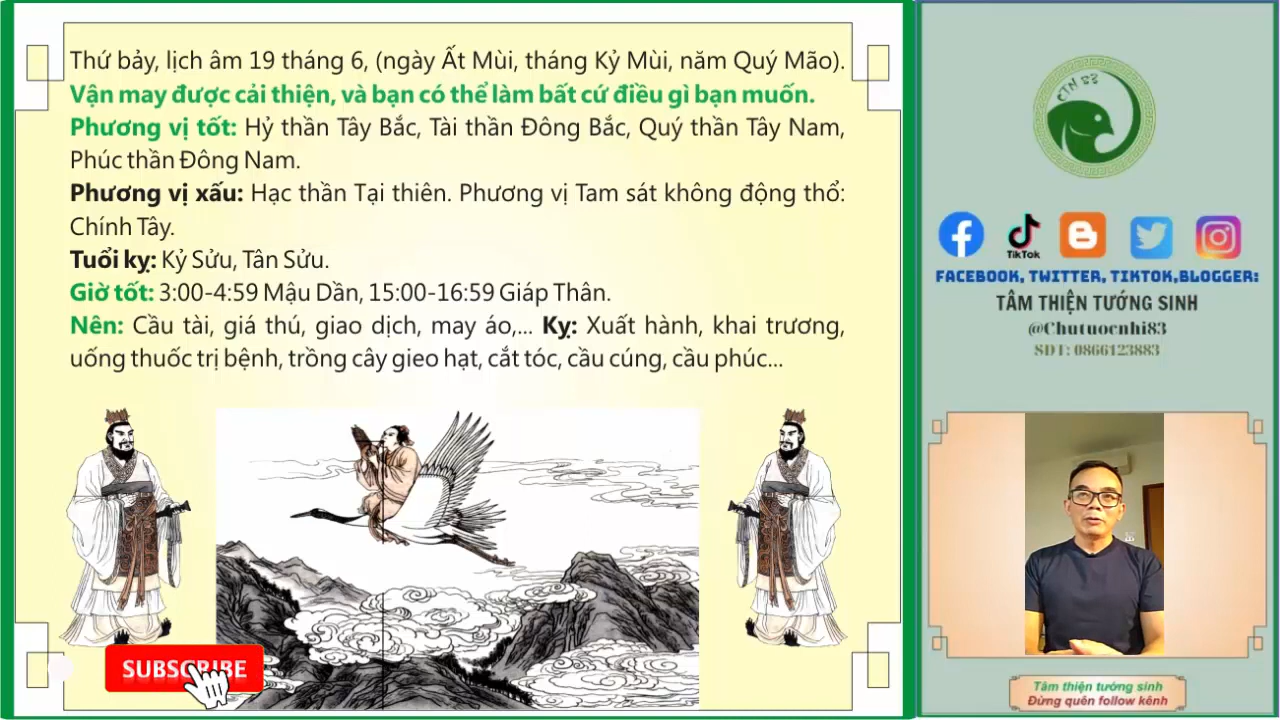 Thứ bảy, lịch âm 19 tháng 6, (ngày Ất Mùi, tháng Kỷ Mùi, năm Quý Mão).
Vận may được cải thiện, và bạn có thể làm bất cứ điều gì bạn muốn.
Phương vị tốt: Hỷ thần Tây Bắc, Tài thần Đông Bắc, Quý thần Tây Nam,
Phúc thần Đông Nam.
Phương vị xấu: Hạc thần Tại thiên. Phương vị Tam sát không động thổ:
Chính Tây.
Tuổi kỵ: Kỷ Sửu, Tân Sửu.
Giờ tốt: 3:00-4:59 Mậu Dần, 15:00-16:59 Giáp Thân.
Nên: Cầu tài, giá thú, giao dịch, may áo,... Kỵ: Xuất hành, khai trương,
uống thuốc trị bệnh, trồng cây gieo hạt, cắt tóc, cầu cúng, cầu phúc...
SUBSCRIBE
CTN 83
TikTok
FACEBOOK, TWITTER, TIKTOK,BLOGGER:
TÂM THIỆN TƯỚNG SINH
@Chutuocnhi83
SDT: 0866123883
Tâm thiện tướng sinh
Đừng quên follow kênh